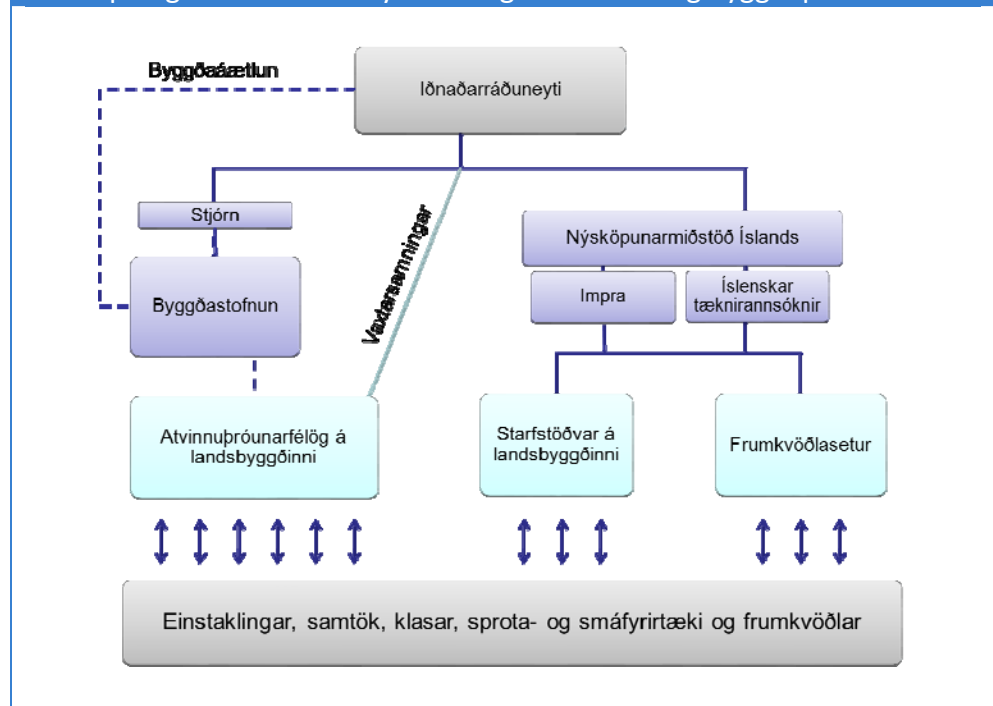 Byggðaáætlun
Iðnaðarráðuneyti
Stjórn
Vaxtarsamningar
Nýsköpunarmiðstöð Íslands
Byggðastofnun
Impra
Íslenskar
tæknirannsóknir
Atvinnuþróunarfélög á
landsbyggðinni
Starfstöðvar á
landsbyggðinni
Frumkvöðlasetur
Einstaklingar, samtök, klasar, sprota- og smáfyrirtæki og frumkvöðlar